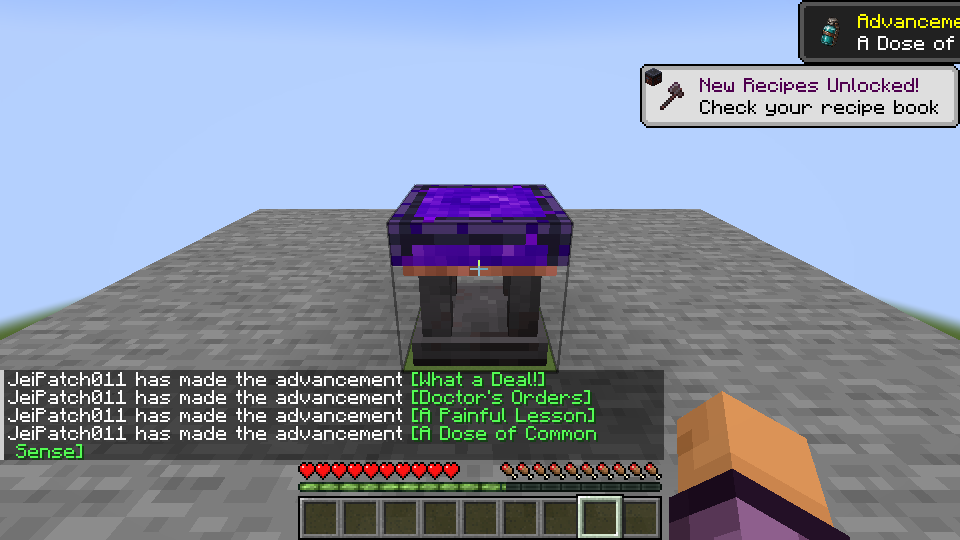 Advanceme
A Dose of
New Recipes Unlocked!
Check your recipe book
JeiPatch011 has made the advancement [What a Deal!]
JeiPatch011 has made the advancement [Doctor's Orders]
JeiPatch011 has made the advancement [A Painful Lesson]
JeiPatch011 has made the advancement [A Dose of Common
Sense]